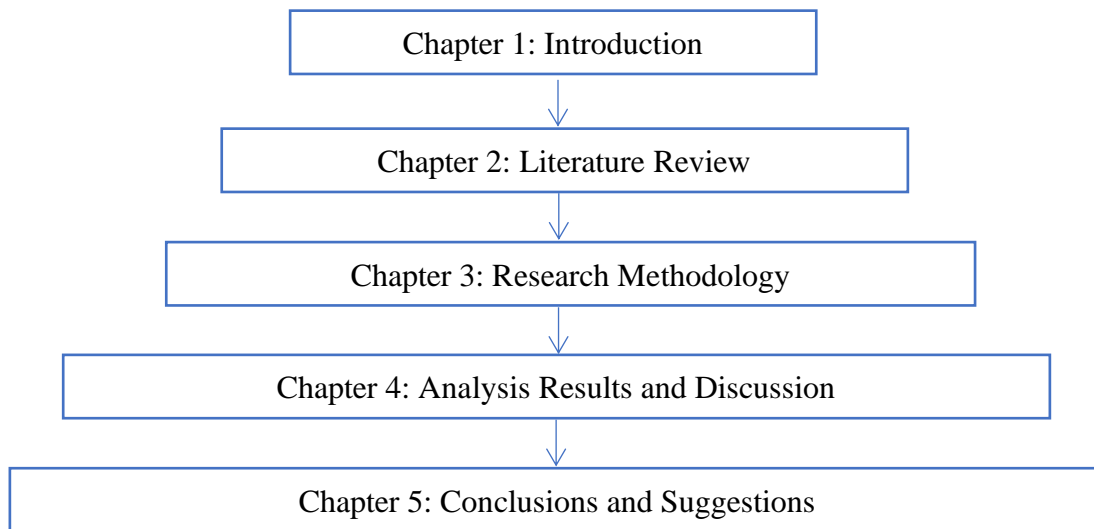 Chapter 1: Introduction
Chapter 2: Literature Review
Chapter 3: Research Methodology
Chapter 4: Analysis Results and Discussion
Chapter 5: Conclusions and Suggestions